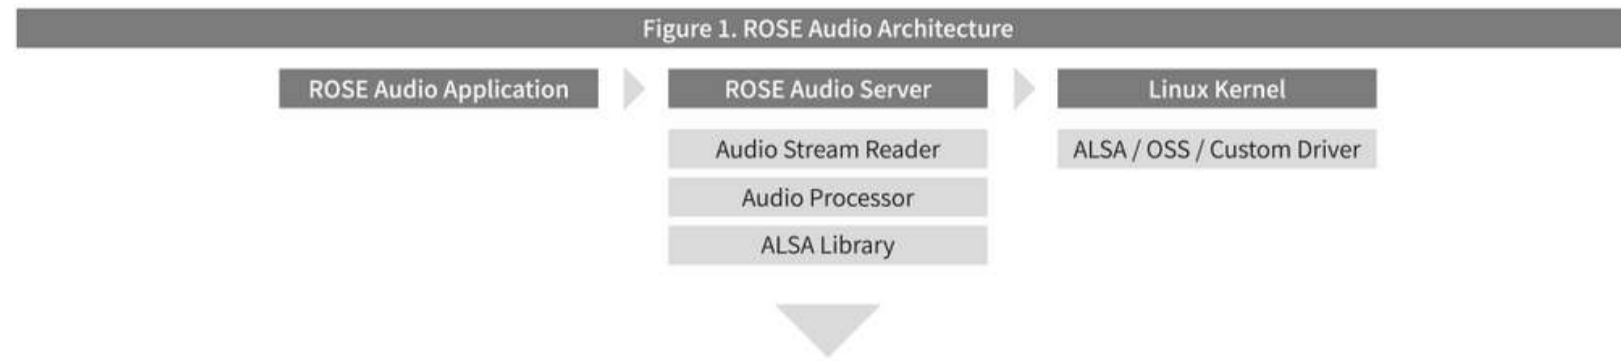 Figure 1. ROSE Audio Architecture
ROSE Audio Application
ROSE Audio Server
Linux Kernel
Audio Stream Reader
ALSA / OSS / Custom Driver
Audio Processor
ALSA Library